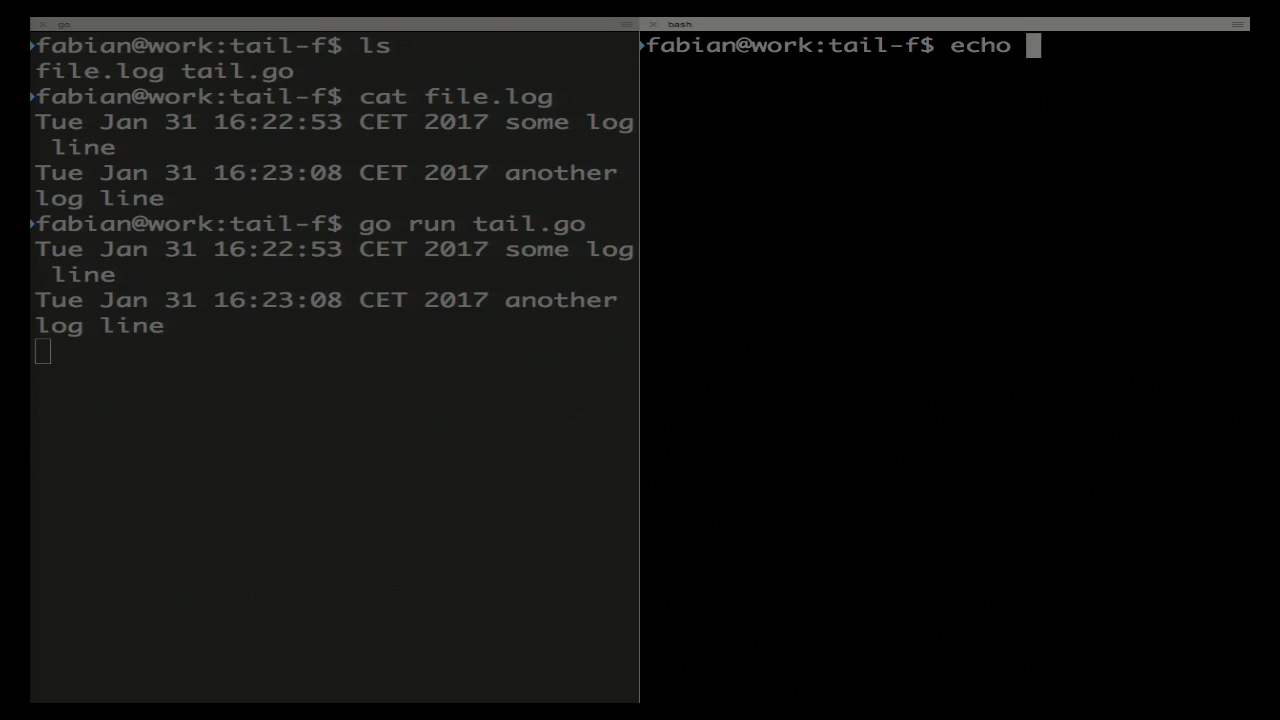 go
fabian@work:tail-f$ ls
file.log tail.go
fabian@work:tail-f$ cat file.log
Tue Jan 31 16:22:53 CET 2017 some log
 line
Tue Jan 31 16:23:08 CET 2017 another
log line
fabian@work:tail-f$ go run tail.go
Tue Jan 31 16:22:53 CET 2017 some log
 line
Tue Jan 31 16:23:08 CET 2017 another
log line
bash
fabian@work:tail-f$ echo